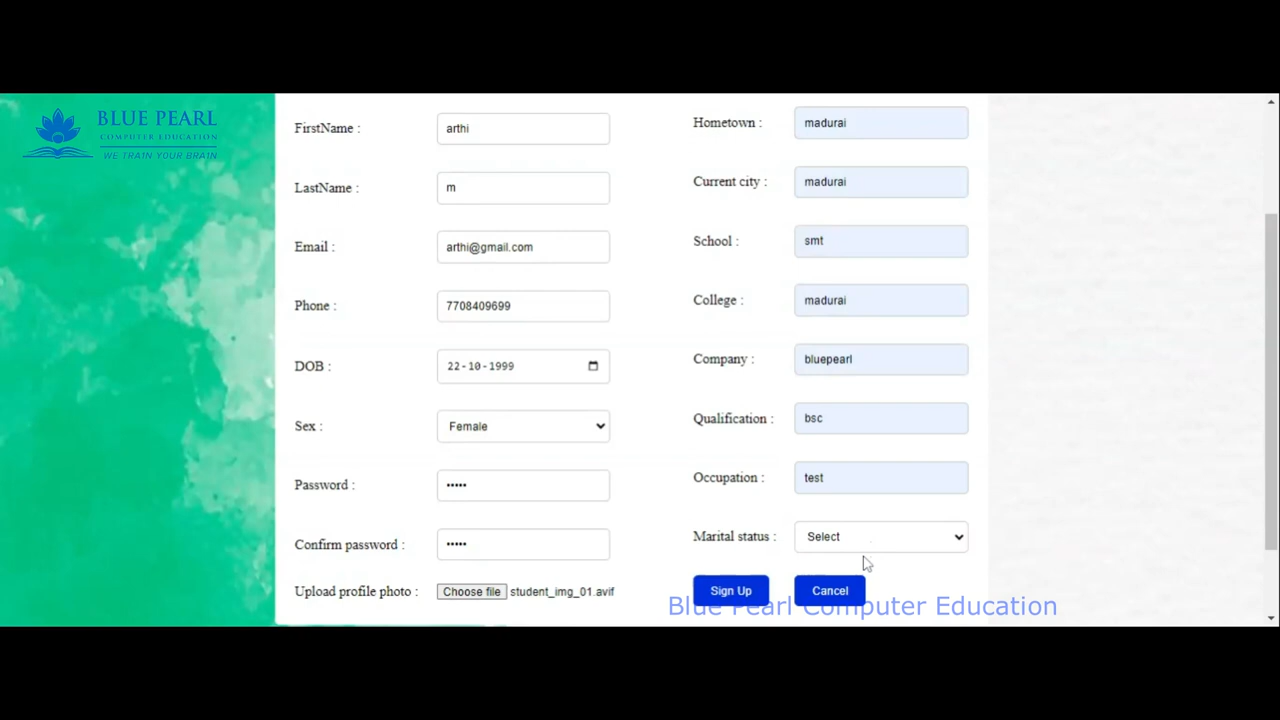 BLUE PEARL
COMPUTER EDUCATION
WE TRAIN YOUR BRAIN
FirstName : arthi
LastName : m
Email : arthi@gmail.com
Phone : 7708409699
DOB : 22-10-1999
Sex : Female
Password : •••••
Confirm password : •••••
Upload profile photo : Choose file student_img_01.avif
Hometown : madurai
Current city : madurai
School : smt
College : madurai
Company : bluepearl
Qualification : bsc
Occupation : test
Marital status : Select
Sign Up Cancel
Blue Pearl Computer Education